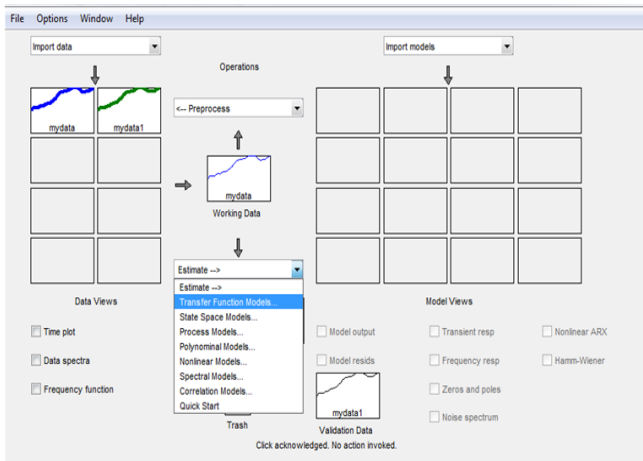 File Options Window Help
Import data
Operations
Import models
<-- Preprocess
mydata
mydata1
mydata
Working Data
Estimate -->
Estimate -->
Transfer Function Models...
State Space Models...
Process Models...
Polynominal Models...
Nonlinear Models...
Spectral Models...
Correlation Models...
Quick Start
Data Views
Time plot
Data spectra
Frequency function
Trash
Model Views
Model output
Transient resp
Nonlinear ARX
Model resids
Frequency resp
Hamm-Wiener
Zeros and poles
Noise spectrum
mydata1
Validation Data
Click acknowledged. No action invoked.